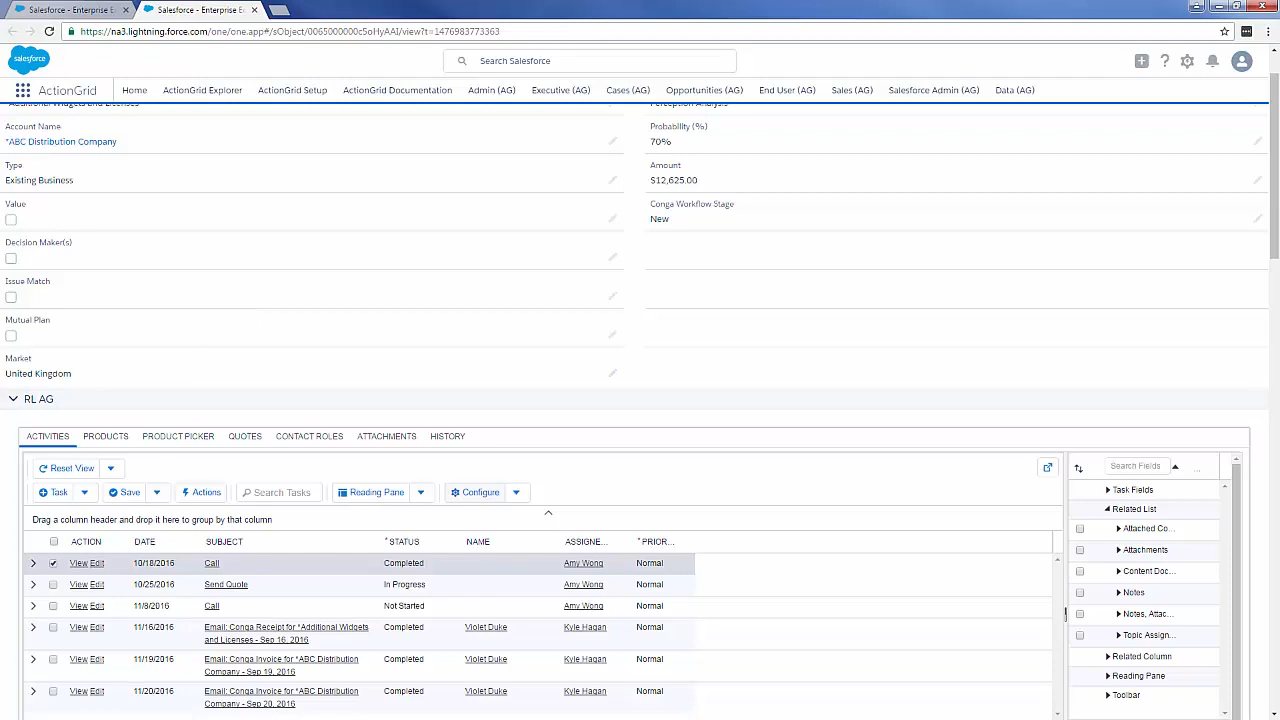 Salesforce - Enterprise E
Salesforce - Enterprise E
https://na3.lightning.force.com/one/one.app#/sObject/0065000000c5oHyAAI/view?t=1476983773363
salesforce
Search Salesforce
ActionGrid
Home
ActionGrid Explorer
ActionGrid Setup
ActionGrid Documentation
Admin (AG)
Executive (AG)
Cases (AG)
Opportunities (AG)
End User (AG)
Sales (AG)
Salesforce Admin (AG)
Data (AG)
*Additional Widgets and Licenses
Perception Analysis
Account Name
Probability (%)
*ABC Distribution Company
70%
Type
Amount
Existing Business
$12,625.00
Value
Conga Workflow Stage
New
Decision Maker(s)
Issue Match
Mutual Plan
Market
United Kingdom
RL AG
ACTIVITIES
PRODUCTS
PRODUCT PICKER
QUOTES
CONTACT ROLES
ATTACHMENTS
HISTORY
Reset View
Search Fields
...
Task
Save
Actions
Search Tasks
Reading Pane
Configure
Task Fields
Related List
Drag a column header and drop it here to group by that column
Attached Co...
ACTION DATE SUBJECT *STATUS NAME ASSIGNE... *PRIOR...
Attachments
View Edit 10/18/2016 Call Completed Amy Wong Normal
Content Doc...
View Edit 10/25/2016 Send Quote In Progress Amy Wong Normal
Notes
View Edit 11/8/2016 Call Not Started Amy Wong Normal
Notes, Attac...
View Edit 11/16/2016 Email: Conga Receipt for *Additional Widgets Completed Violet Duke Kyle Hagan Normal
and Licenses - Sep 16, 2016
Topic Assign...
View Edit 11/19/2016 Email: Conga Invoice for *ABC Distribution Completed Violet Duke Kyle Hagan Normal
Company - Sep 19, 2016
Related Column
Reading Pane
View Edit 11/20/2016 Email: Conga Invoice for *ABC Distribution Completed Violet Duke Kyle Hagan Normal
Company - Sep 20, 2016
Toolbar